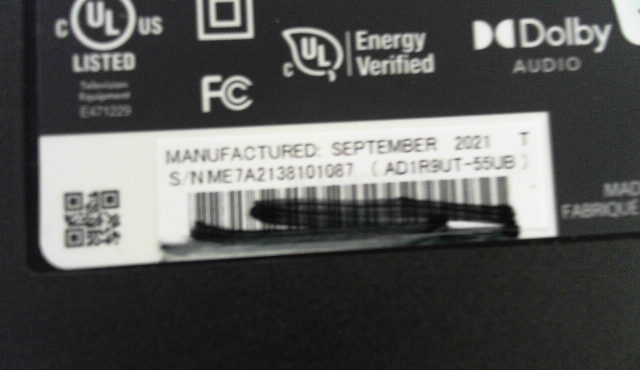 c UL US
LISTED
Television
Equipment
E471229
FC
c UL
Energy
Verified
Dolby
AUDIO
MANUFACTURED: SEPTEMBER 2021 T
S/N ME7A2138101087 (AD1R9UT-55UB)
MAD
FABRIQUÉ